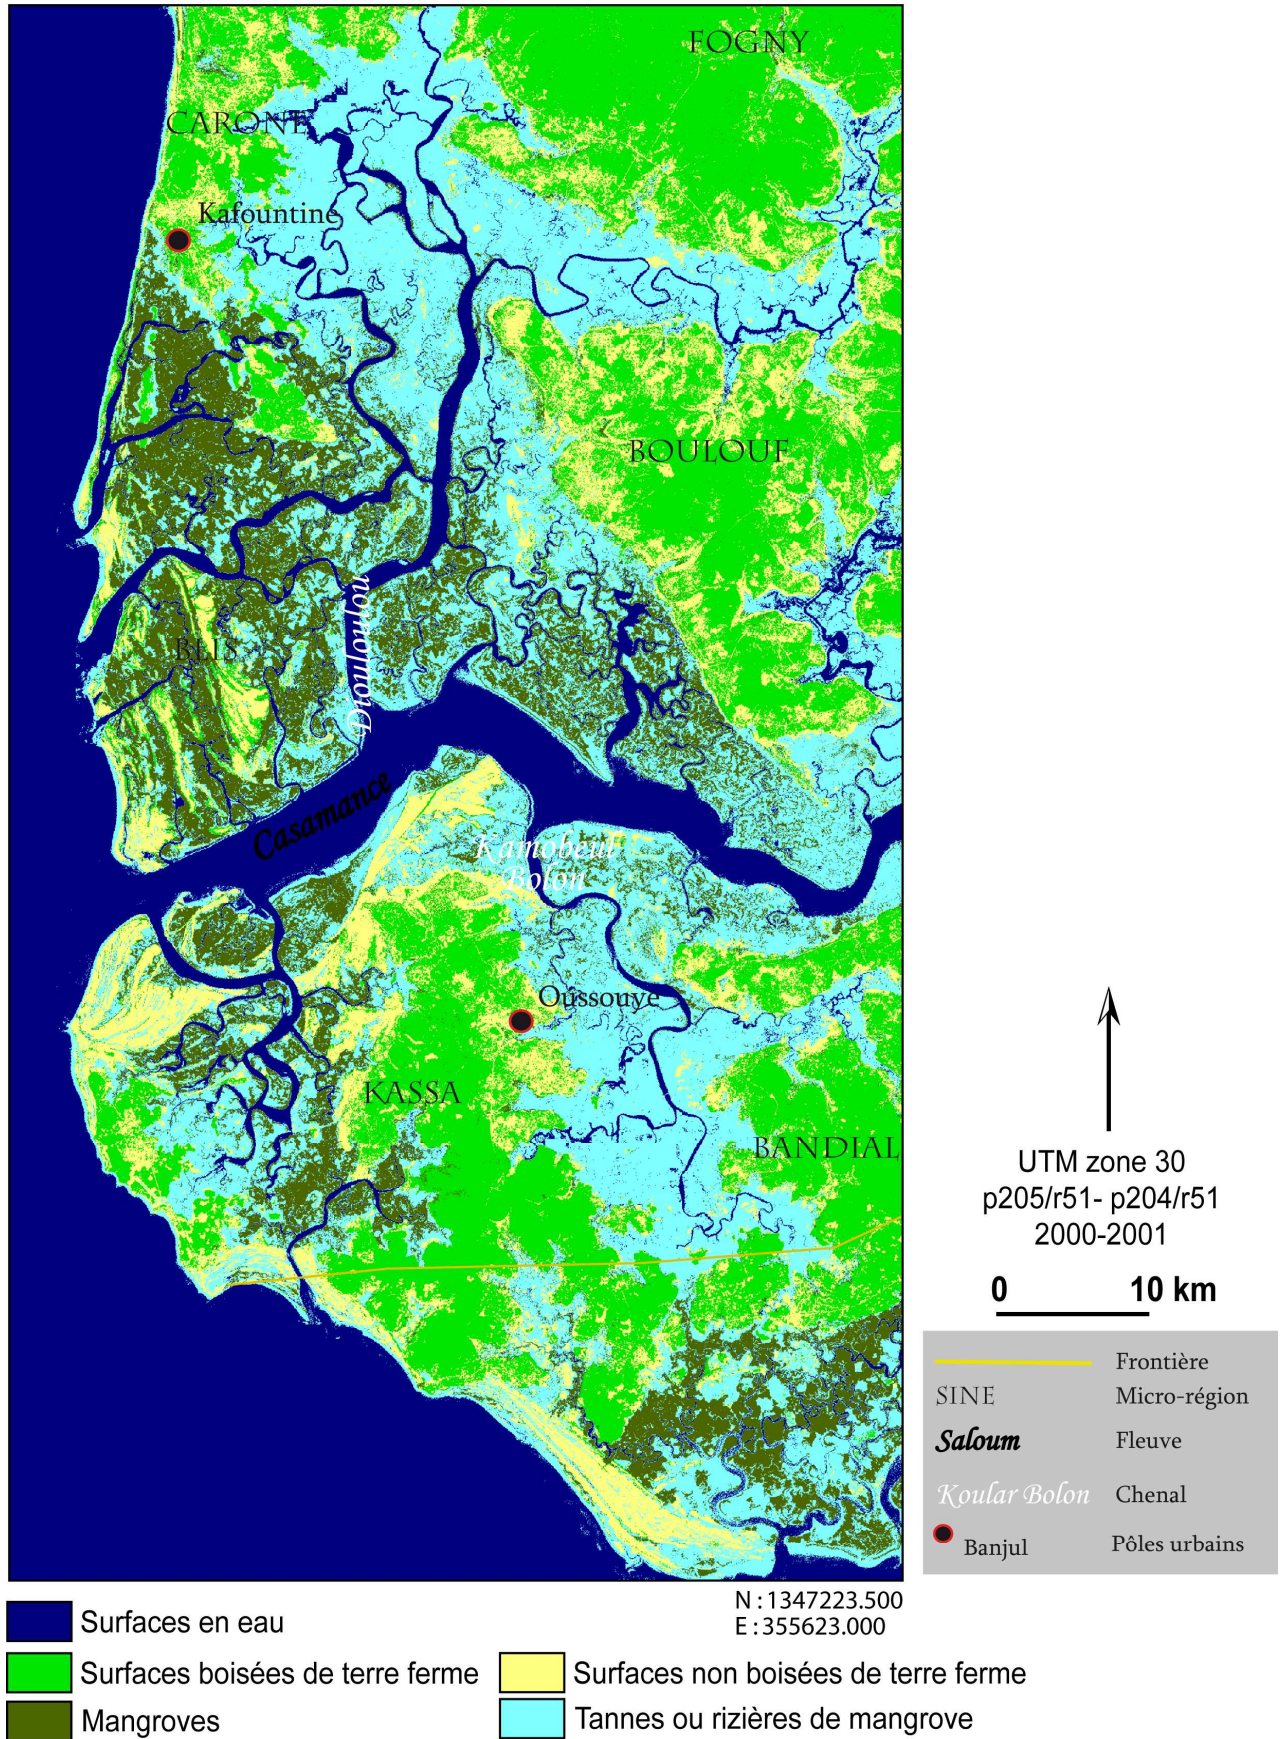 FOGNY
CARONE
Kafountine
BOULOUF
BLIS
Diouloulou
Casamance
Kamobeul
Bolon
Oussouye
KASSA
BANDIAL
UTM zone 30
p205/r51- p204/r51
2000-2001
0 10 km
Frontière
SINE Micro-région
Saloum Fleuve
Koular Bolon Chenal
Banjul Pôles urbains
N : 1347223.500
E : 355623.000
Surfaces en eau
Surfaces boisées de terre ferme
Surfaces non boisées de terre ferme
Mangroves
Tannes ou rizières de mangrove